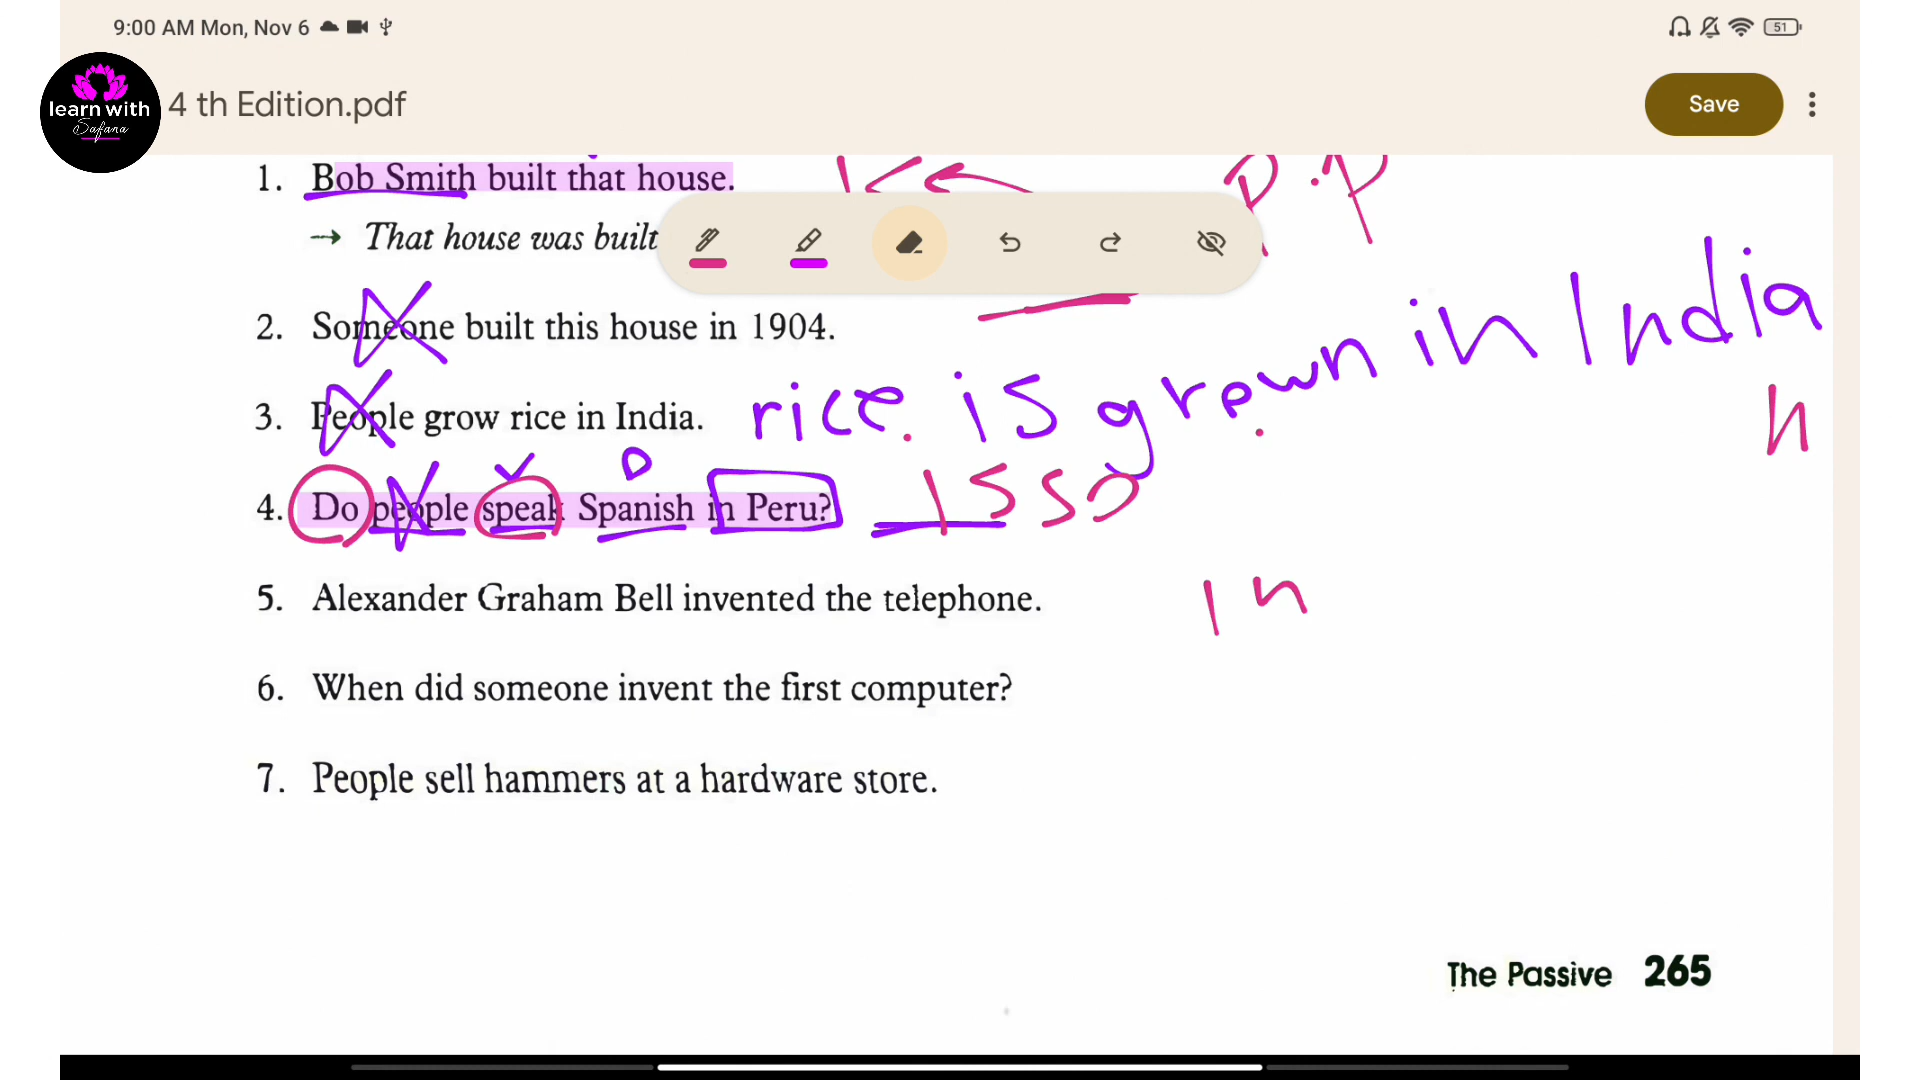 9:00 AM Mon, Nov 6
51
learn with
Safana
4 th Edition.pdf
Save
1. Bob Smith built that house.
P.P
→ That house was built
2. Someone built this house in 1904.
3. People grow rice in India.
rice is grown in India
n
4. Do people speak Spanish in Peru?
5. Alexander Graham Bell invented the telephone.
In
6. When did someone invent the first computer?
7. People sell hammers at a hardware store.
The Passive 265